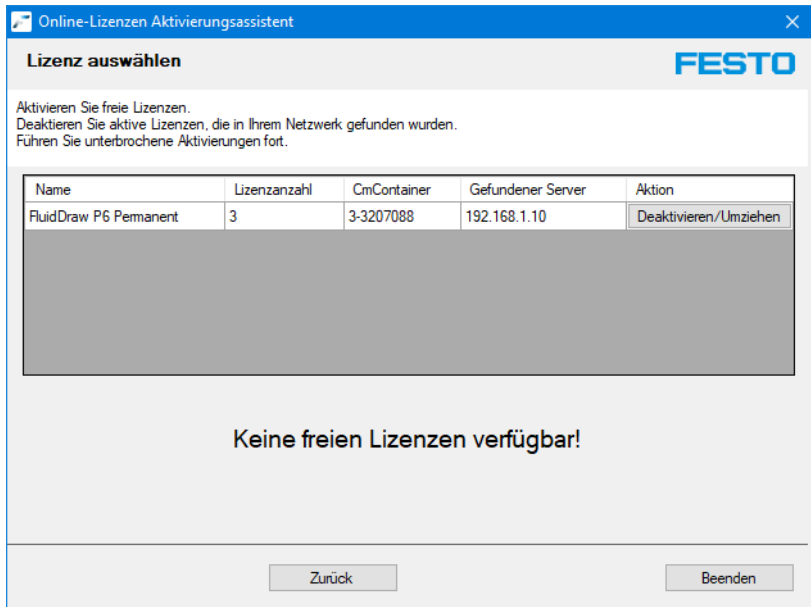 Online-Lizenzen Aktivierungsassistent
Lizenz auswählen
FESTO
Aktivieren Sie freie Lizenzen.
Deaktieren Sie aktive Lizenzen, die in Ihrem Netzwerk gefunden wurden.
Führen Sie unterbrochene Aktivierungen fort.
Name Lizenzanzahl CmContainer Gefundener Server Aktion
FluidDraw P6 Permanent 3 3-3207088 192.168.1.10 Deaktivieren/Umziehen
Keine freien Lizenzen verfügbar!
Zurück Beenden